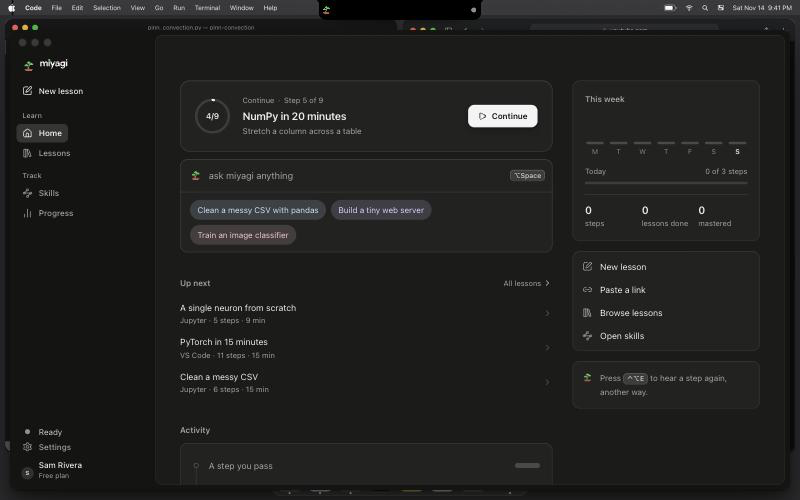 Code File Edit Selection View Go Run Terminal Window Help
Sat Nov 14 9:41 PM
pinn_convection.py — pinn-convection
miyagi
New lesson
Learn
Home
Lessons
Track
Skills
Progress
Ready
Settings
S
Sam Rivera
Free plan
4/9
Continue · Step 5 of 9
NumPy in 20 minutes
Stretch a column across a table
Continue
ask miyagi anything
⌥Space
Clean a messy CSV with pandas
Build a tiny web server
Train an image classifier
Up next
All lessons
A single neuron from scratch
Jupyter · 5 steps · 9 min
PyTorch in 15 minutes
VS Code · 11 steps · 15 min
Clean a messy CSV
Jupyter · 6 steps · 15 min
Activity
A step you pass
This week
M T W T F S S
Today 0 of 3 steps
0 0 0
steps lessons done mastered
New lesson
Paste a link
Browse lessons
Open skills
Press ⌃⌥E to hear a step again,
another way.